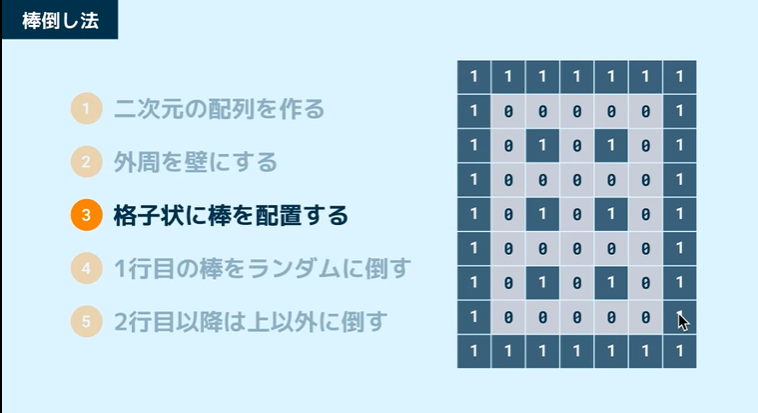 棒倒し法
1 二次元の配列を作る
2 外周を壁にする
3 格子状に棒を配置する
4 1行目の棒をランダムに倒す
5 2行目以降は上以外に倒す
1 1 1 1 1 1 1
1 0 0 0 0 0 1
1 0 1 0 1 0 1
1 0 0 0 0 0 1
1 0 1 0 1 0 1
1 0 0 0 0 0 1
1 0 1 0 1 0 1
1 0 0 0 0 0 1
1 1 1 1 1 1 1